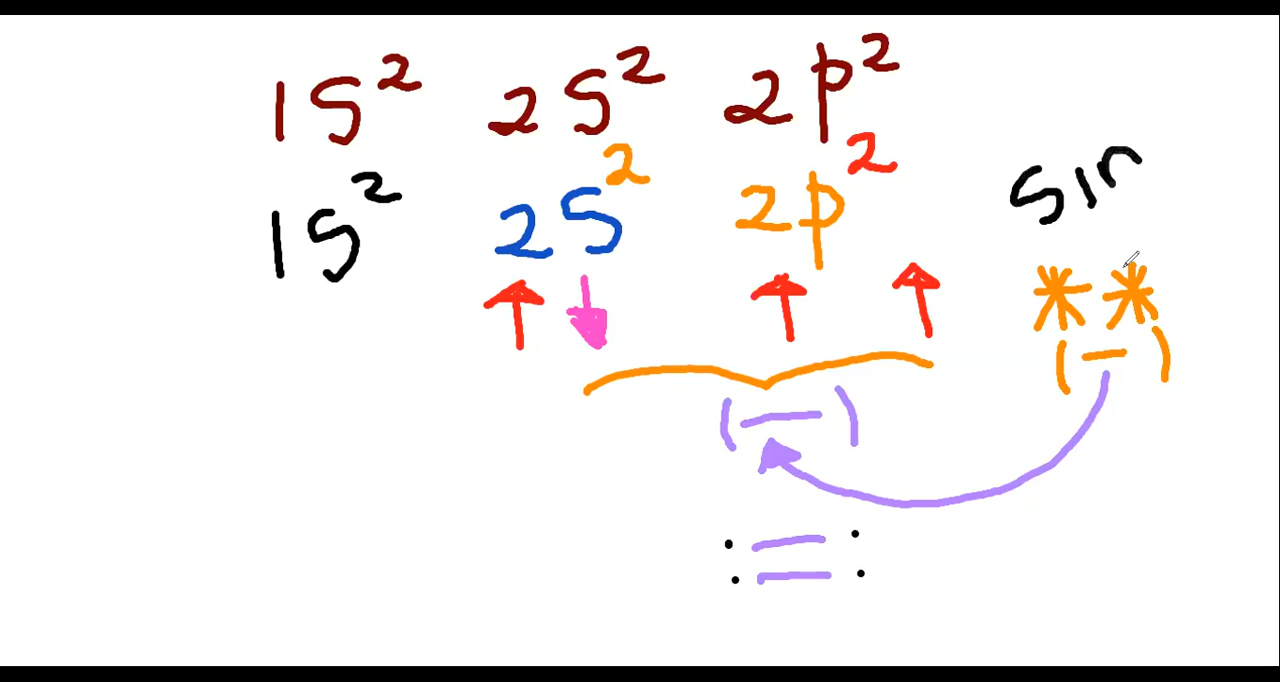 1S² 2S² 2P²
1S² 2S² 2P²
Sin
**
(—)
(—)
:=: